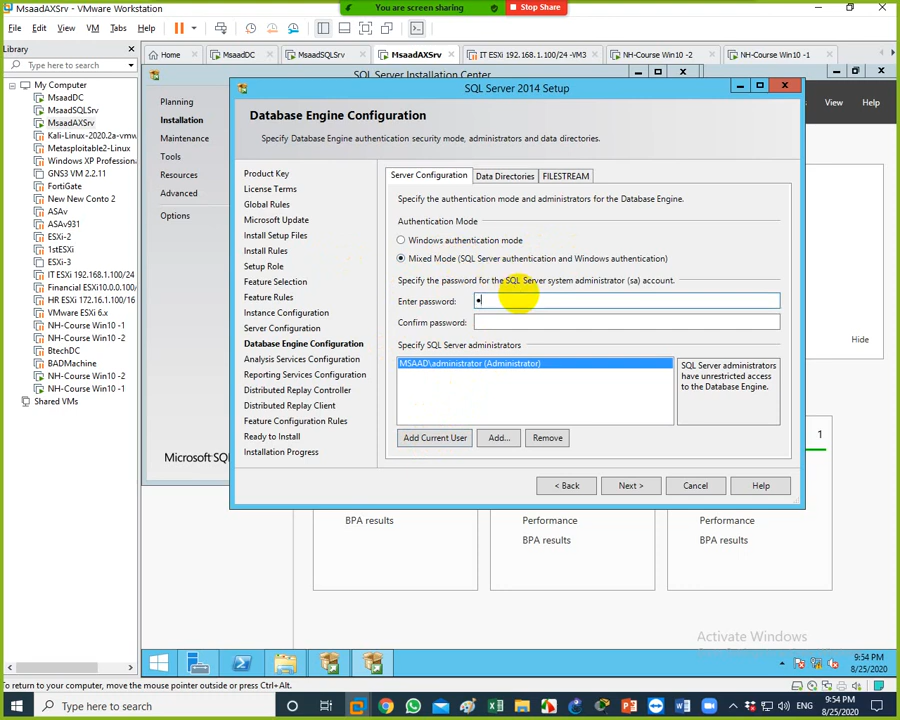 MsaadAXSrv - VMware Workstation
You are screen sharing
Stop Share
File Edit View VM Tabs Help
Library
Type here to search
My Computer
MsaadDC
MsaadSQLSrv
MsaadAXSrv
Kali-Linux-2020.2a-vmw
Metasploitable2-Linux
Windows XP Profession
GNS3 VM 2.2.11
FortiGate
New New Conto 2
ASAv
ASAv931
ESXi-2
1stESXi
ESXi-3
IT ESXi 192.168.1.100/24
Financial ESXi10.0.0.100/
HR ESXi 172.16.1.100/16
VMware ESXi 6.x
NH-Course Win10 -1
NH-Course Win10 -2
BtechDC
BADMachine
NH-Course Win10 -2
NH-Course Win10 -1
Shared VMs
Home MsaadDC MsaadSQLSrv MsaadAXSrv IT ESXi 192.168.1.100/24 -VM3 NH-Course Win10 -2 NH-Course Win10 -1
SQL Server Installation Center
Planning
Installation
Maintenance
Tools
Resources
Advanced
Options
Microsoft SQ
View Help
Hide
1
SQL Server 2014 Setup
Database Engine Configuration
Specify Database Engine authentication security mode, administrators and data directories.
Product Key
License Terms
Global Rules
Microsoft Update
Install Setup Files
Install Rules
Setup Role
Feature Selection
Feature Rules
Instance Configuration
Server Configuration
Database Engine Configuration
Analysis Services Configuration
Reporting Services Configuration
Distributed Replay Controller
Distributed Replay Client
Feature Configuration Rules
Ready to Install
Installation Progress
Server Configuration Data Directories FILESTREAM
Specify the authentication mode and administrators for the Database Engine.
Authentication Mode
Windows authentication mode
Mixed Mode (SQL Server authentication and Windows authentication)
Specify the password for the SQL Server system administrator (sa) account.
Enter password: ●
Confirm password:
Specify SQL Server administrators
MSAAD\administrator (Administrator)
SQL Server administrators
have unrestricted access
to the Database Engine.
Add Current User Add... Remove
< Back Next > Cancel Help
BPA results
Performance
BPA results
Performance
BPA results
Activate Windows
9:54 PM
8/25/2020
To return to your computer, move the mouse pointer outside or press Ctrl+Alt.
Type here to search
ENG
9:54 PM
8/25/2020